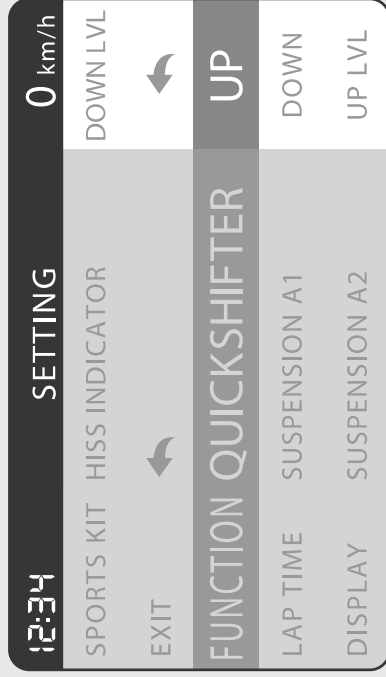 12:34 SETTING 0 km/h
SPORTS KIT HISS INDICATOR DOWN LVL
EXIT
FUNCTION QUICKSHIFTER UP
LAP TIME SUSPENSION A1 DOWN
DISPLAY SUSPENSION A2 UP LVL